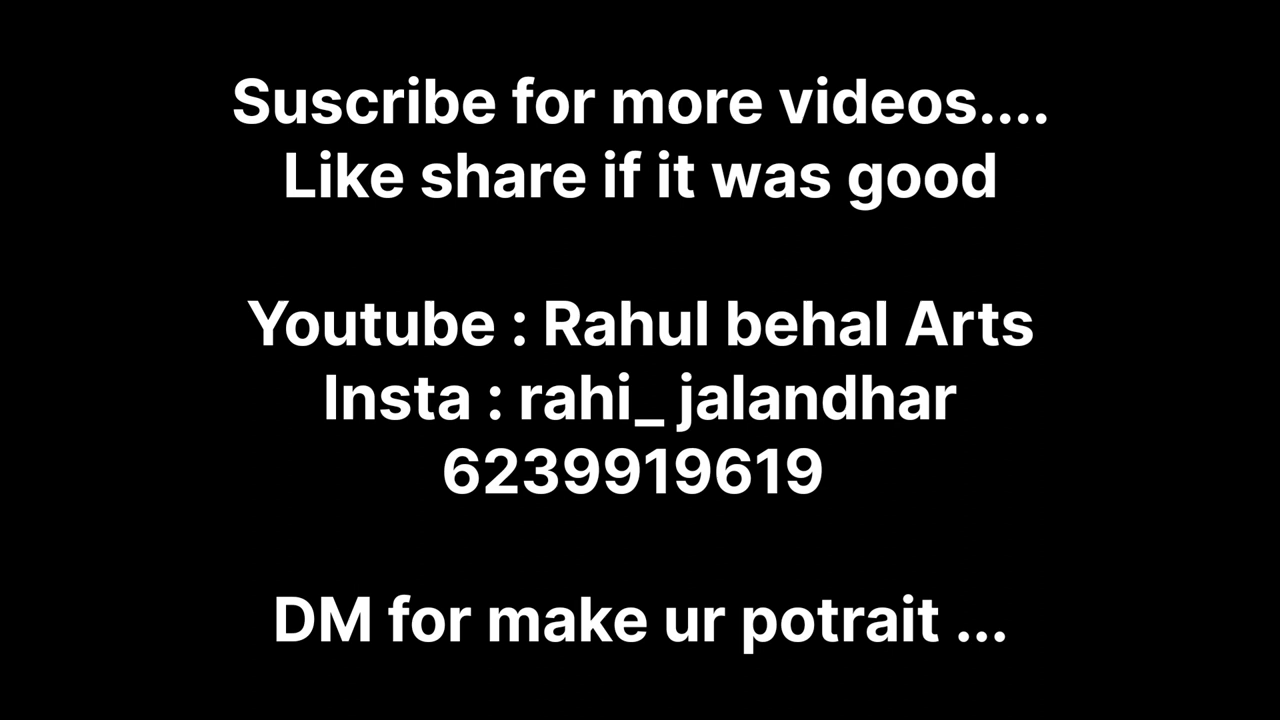 Suscribe for more videos....
Like share if it was good
Youtube : Rahul behal Arts
Insta : rahi_ jalandhar
6239919619
DM for make ur potrait ...